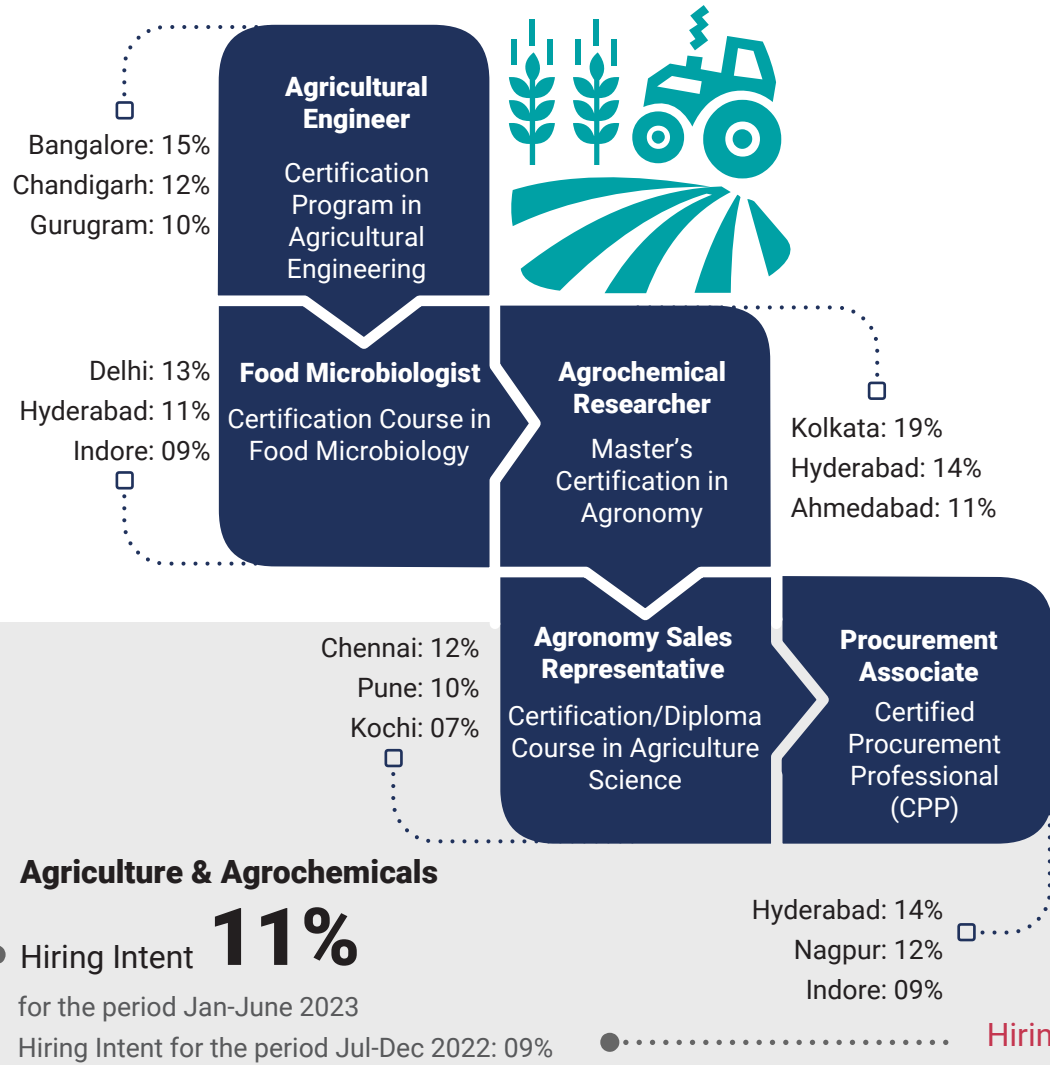 Agricultural
Engineer
Certification
Program in
Agricultural
Engineering
Bangalore: 15%
Chandigarh: 12%
Gurugram: 10%
Food Microbiologist
Certification Course in
Food Microbiology
Delhi: 13%
Hyderabad: 11%
Indore: 09%
Agrochemical
Researcher
Master’s
Certification in
Agronomy
Kolkata: 19%
Hyderabad: 14%
Ahmedabad: 11%
Agronomy Sales
Representative
Certification/Diploma
Course in Agriculture
Science
Chennai: 12%
Pune: 10%
Kochi: 07%
Procurement
Associate
Certified
Procurement
Professional
(CPP)
Hyderabad: 14%
Nagpur: 12%
Indore: 09%
Agriculture & Agrochemicals
Hiring Intent 11%
for the period Jan-June 2023
Hiring Intent for the period Jul-Dec 2022: 09%